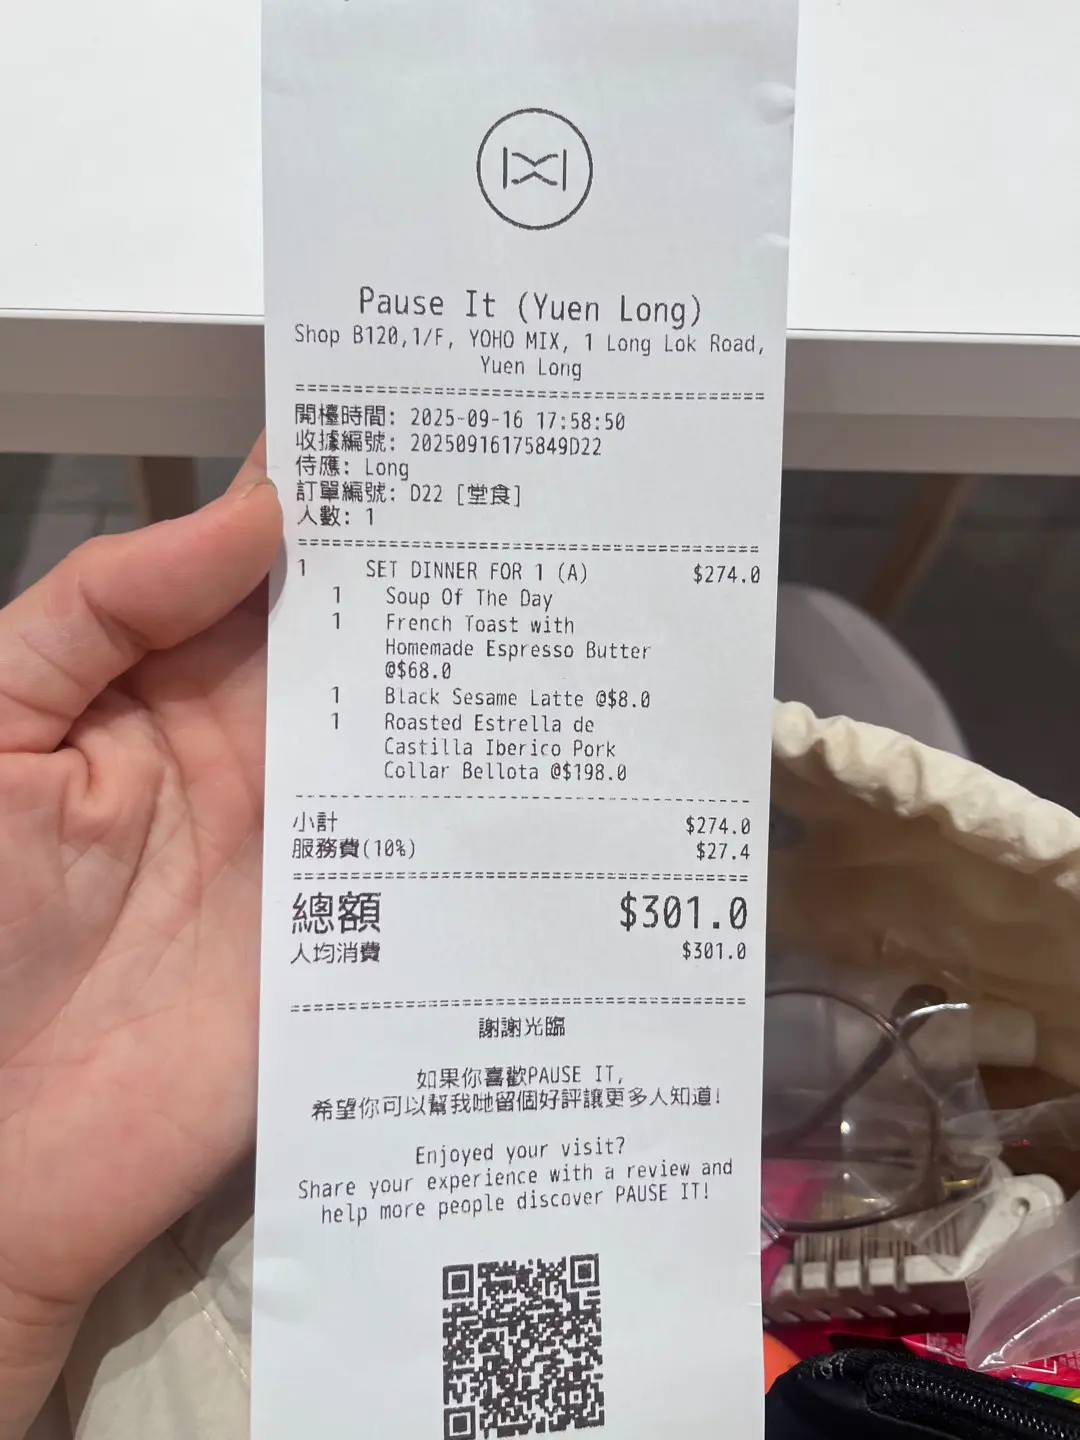 Pause It (Yuen Long)
Shop B120,1/F, YOHO MIX, 1 Long Lok Road,
Yuen Long
開檯時間: 2025-09-16 17:58:50
收據編號: 20250916175849D22
侍應: Long
訂單編號: D22 [堂食]
人數: 1
1 SET DINNER FOR 1 (A) $274.0
1 Soup Of The Day
1 French Toast with
Homemade Espresso Butter
@$68.0
1 Black Sesame Latte @$8.0
1 Roasted Estrella de
Castilla Iberico Pork
Collar Bellota @$198.0
小計 $274.0
服務費(10%) $27.4
總額 $301.0
人均消費 $301.0
謝謝光臨
如果你喜歡PAUSE IT,
希望你可以幫我哋留個好評讓更多人知道!
Enjoyed your visit?
Share your experience with a review and
help more people discover PAUSE IT!